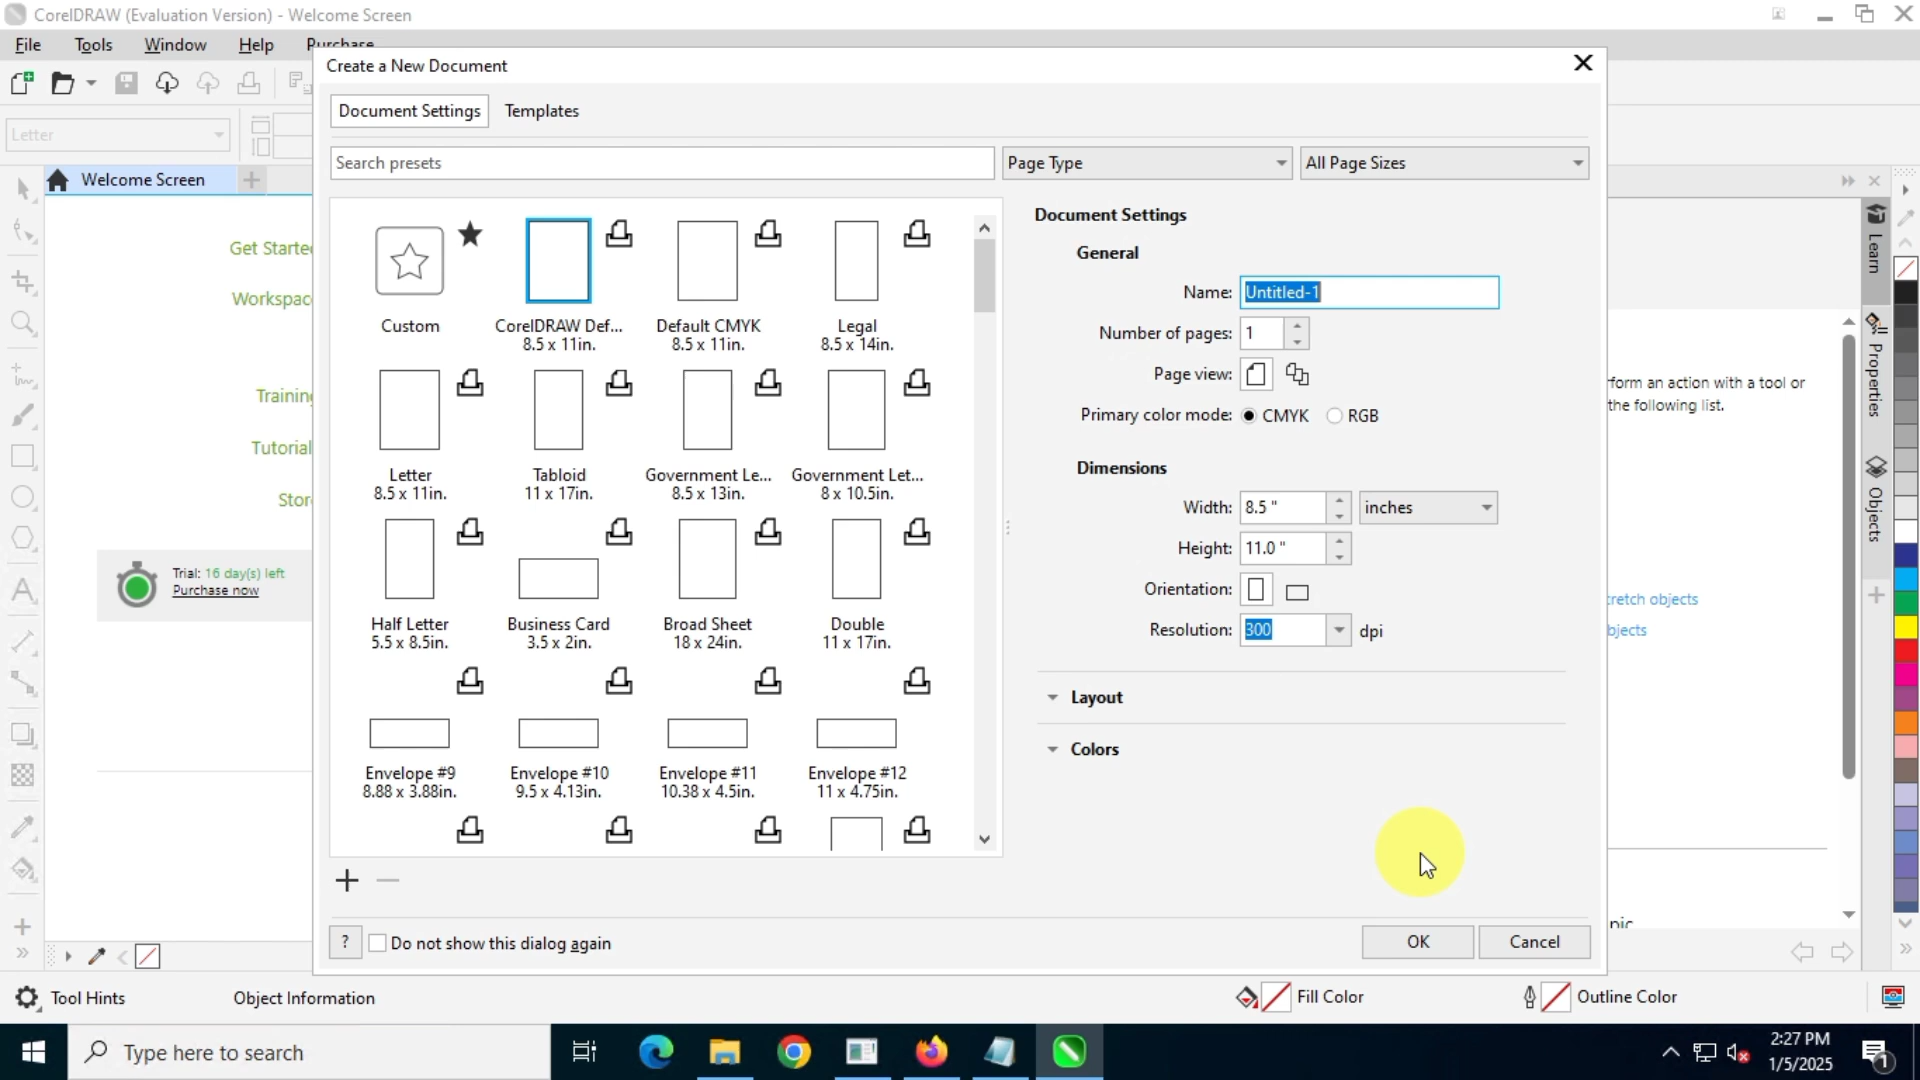 CorelDRAW (Evaluation Version) - Welcome Screen
File Tools Window Help Purchase
Create a New Document
Document Settings Templates
Letter
Search presets Page Type All Page Sizes
Welcome Screen
Document Settings
General
Name: Untitled-1
Number of pages: 1
Page view:
Primary color mode: CMYK RGB
Dimensions
Width: 8.5 " inches
Height: 11.0 "
Orientation:
Resolution: 300 dpi
Layout
Colors
Custom CorelDRAW Def... Default CMYK Legal
8.5 x 11in. 8.5 x 11in. 8.5 x 14in.
Letter Tabloid Government Le... Government Let...
8.5 x 11in. 11 x 17in. 8.5 x 13in. 8 x 10.5in.
Half Letter Business Card Broad Sheet Double
5.5 x 8.5in. 3.5 x 2in. 18 x 24in. 11 x 17in.
Envelope #9 Envelope #10 Envelope #11 Envelope #12
8.88 x 3.88in. 9.5 x 4.13in. 10.38 x 4.5in. 11 x 4.75in.
? Do not show this dialog again OK Cancel
Get Starte
Workspac
Training
Tutorial
Stor
Trial: 16 day(s) left
Purchase now
Learn
Properties
Objects
form an action with a tool or
the following list.
retch objects
bjects
pic
Tool Hints Object Information Fill Color Outline Color
Type here to search
2:27 PM
1/5/2025
1